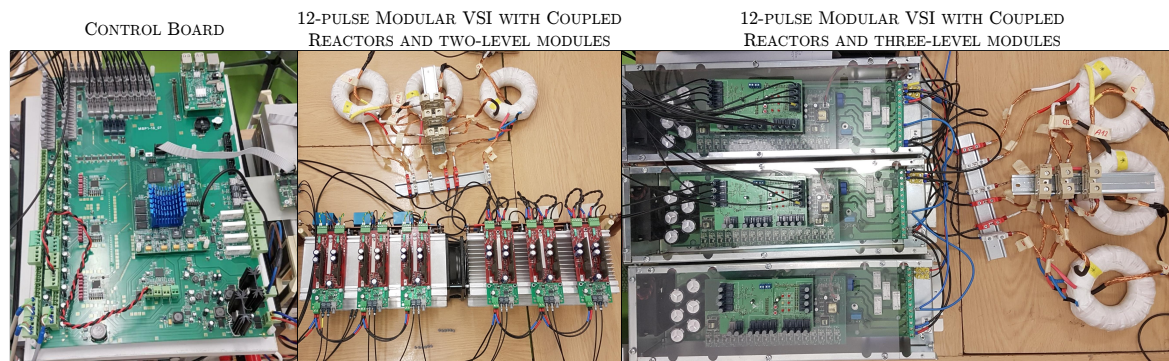 CONTROL BOARD
12-PULSE MODULAR VSI WITH COUPLED
REACTORS AND TWO-LEVEL MODULES
12-PULSE MODULAR VSI WITH COUPLED
REACTORS AND THREE-LEVEL MODULES